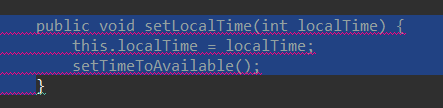 public void setLocalTime(int localTime) {
this.localTime = localTime;
setTimeToAvailable();
}